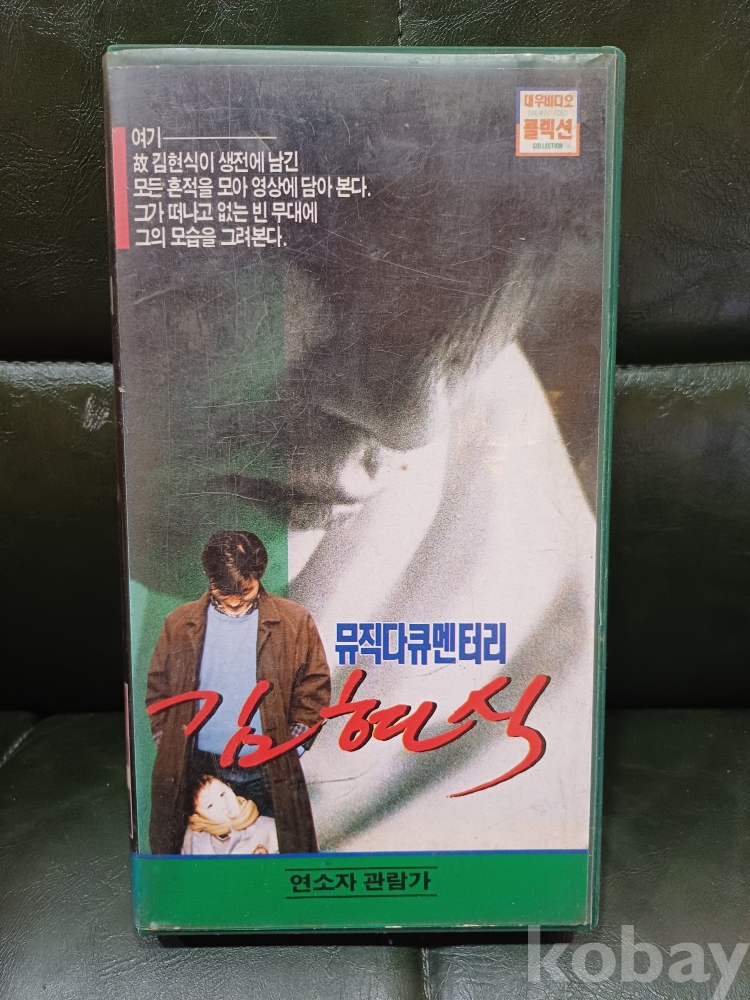 여기
故 김현식이 생전에 남긴
모든 흔적을 모아 영상에 담아 본다.
그가 떠나고 없는 빈 무대에
그의 모습을 그려본다.
대우비디오
DAEWOO VIDEO
콜렉션
COLLECTION
뮤직다큐멘터리
김현식
연소자 관람가
kobay